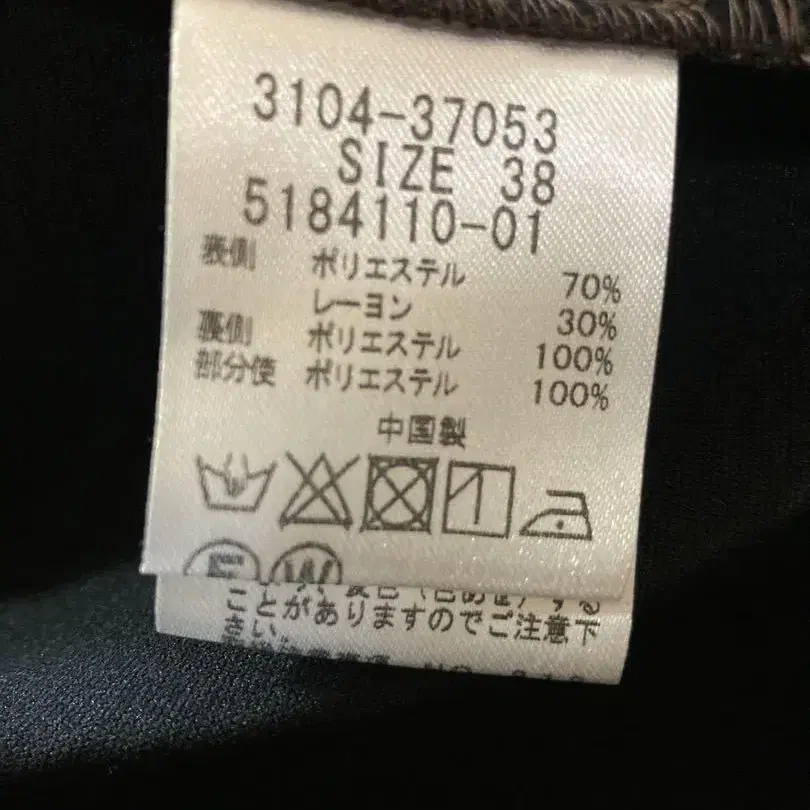 3104-37053
SIZE 38
5184110-01
表側 ポリエステル 70%
レーヨン 30%
裏側 ポリエステル 100%
部分使 ポリエステル 100%
中国製
ことがありますのでご注意下
さい。